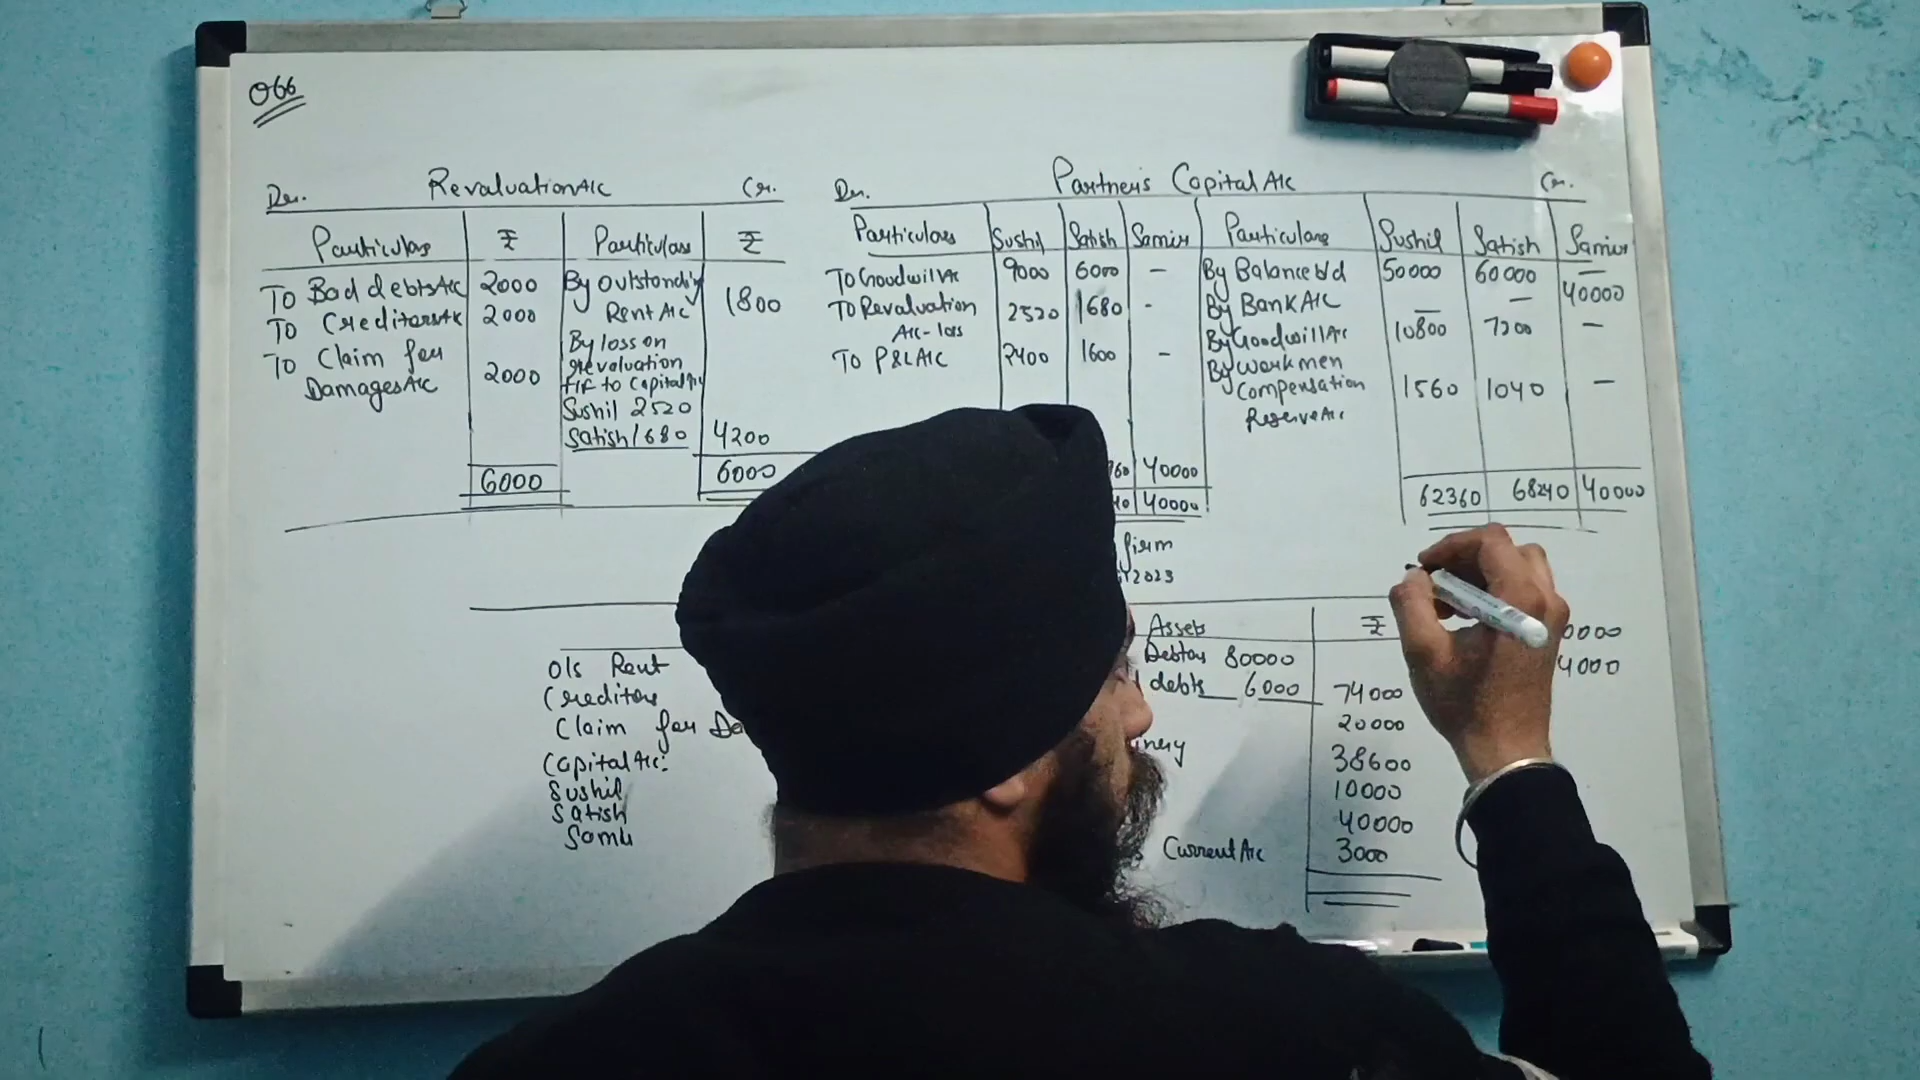 Q66
Revaluation A/c
Dr. Cr.
Particulars ₹ Particulars ₹
To Bad debts A/c 2000 By Outstanding
Rent A/c 1800
To Creditors A/c 2000
By loss on
revaluation
To Claim for
Damages A/c 2000
t/f to Capital A/c
Sushil 2520
Satish 1680 4200
6000 6000
Partner's Capital A/c
Dr. Cr.
Particulars Sushil Satish Samir Particulars Sushil Satish Samir
To Goodwill A/c 9000 6000 - By Balance b/d 50000 60000 -
To Revaluation 2520 1680 - By Bank A/c - - 40000
A/c - loss
By Goodwill A/c 10800 7200 -
To P&L A/c 2400 1600 - By Workmen
Compensation 1560 1040 -
Reserve A/c
40000
40000 62360 68240 40000
firm
2023
Assets ₹
O/s Rent
Debtors 80000
debts 6000 74000
Creditors
20000
Claim for
38600
Capital A/c:
Sushil 10000
Satish 40000
Current A/c 3000